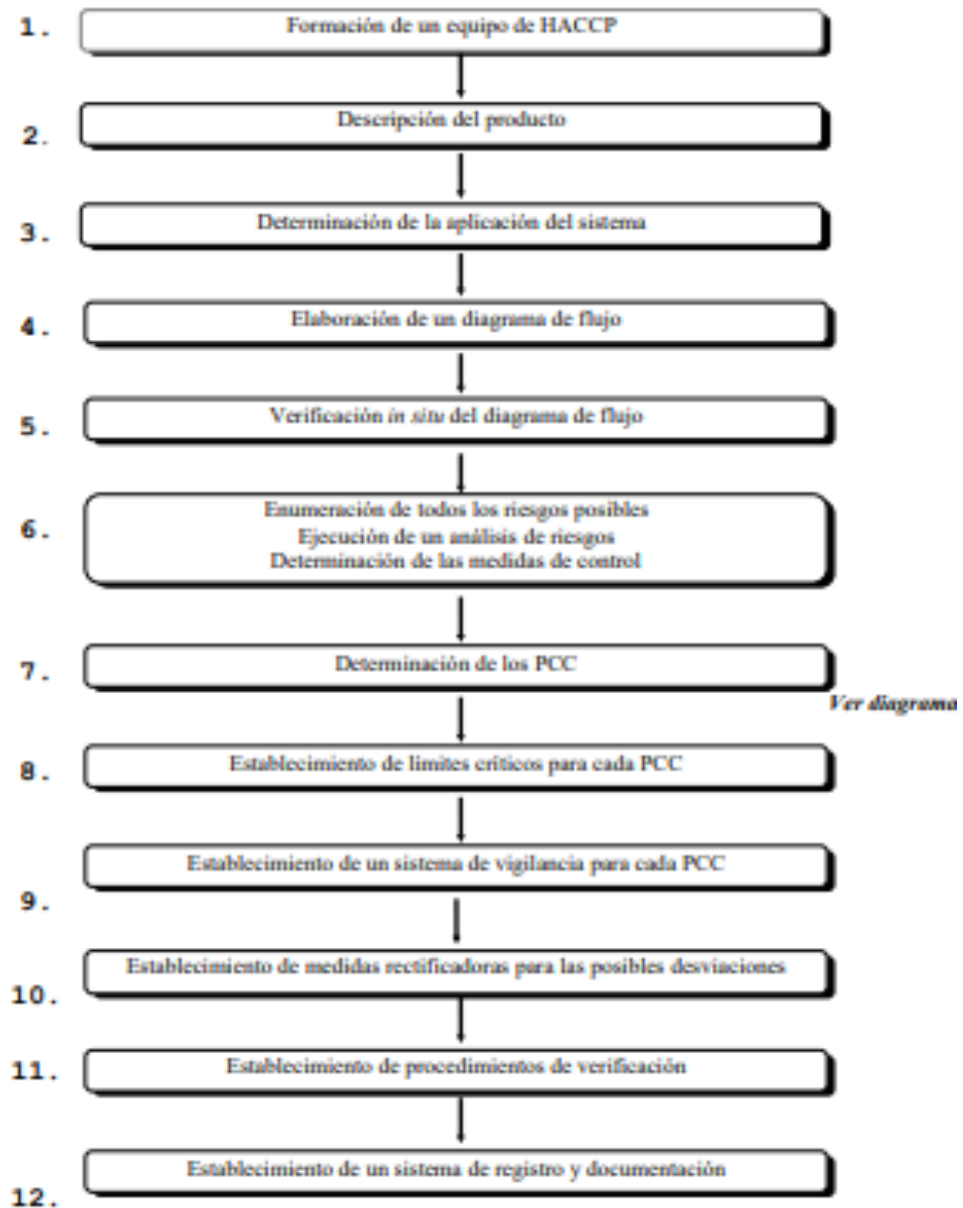 1. Formación de un equipo de HACCP
2. Descripción del producto
3. Determinación de la aplicación del sistema
4. Elaboración de un diagrama de flujo
5. Verificación in situ del diagrama de flujo
6. Enumeración de todos los riesgos posibles
Ejecución de un análisis de riesgos
Determinación de las medidas de control
7. Determinación de los PCC
Ver diagrama
8. Establecimiento de límites críticos para cada PCC
9. Establecimiento de un sistema de vigilancia para cada PCC
10. Establecimiento de medidas rectificadoras para las posibles desviaciones
11. Establecimiento de procedimientos de verificación
12. Establecimiento de un sistema de registro y documentación